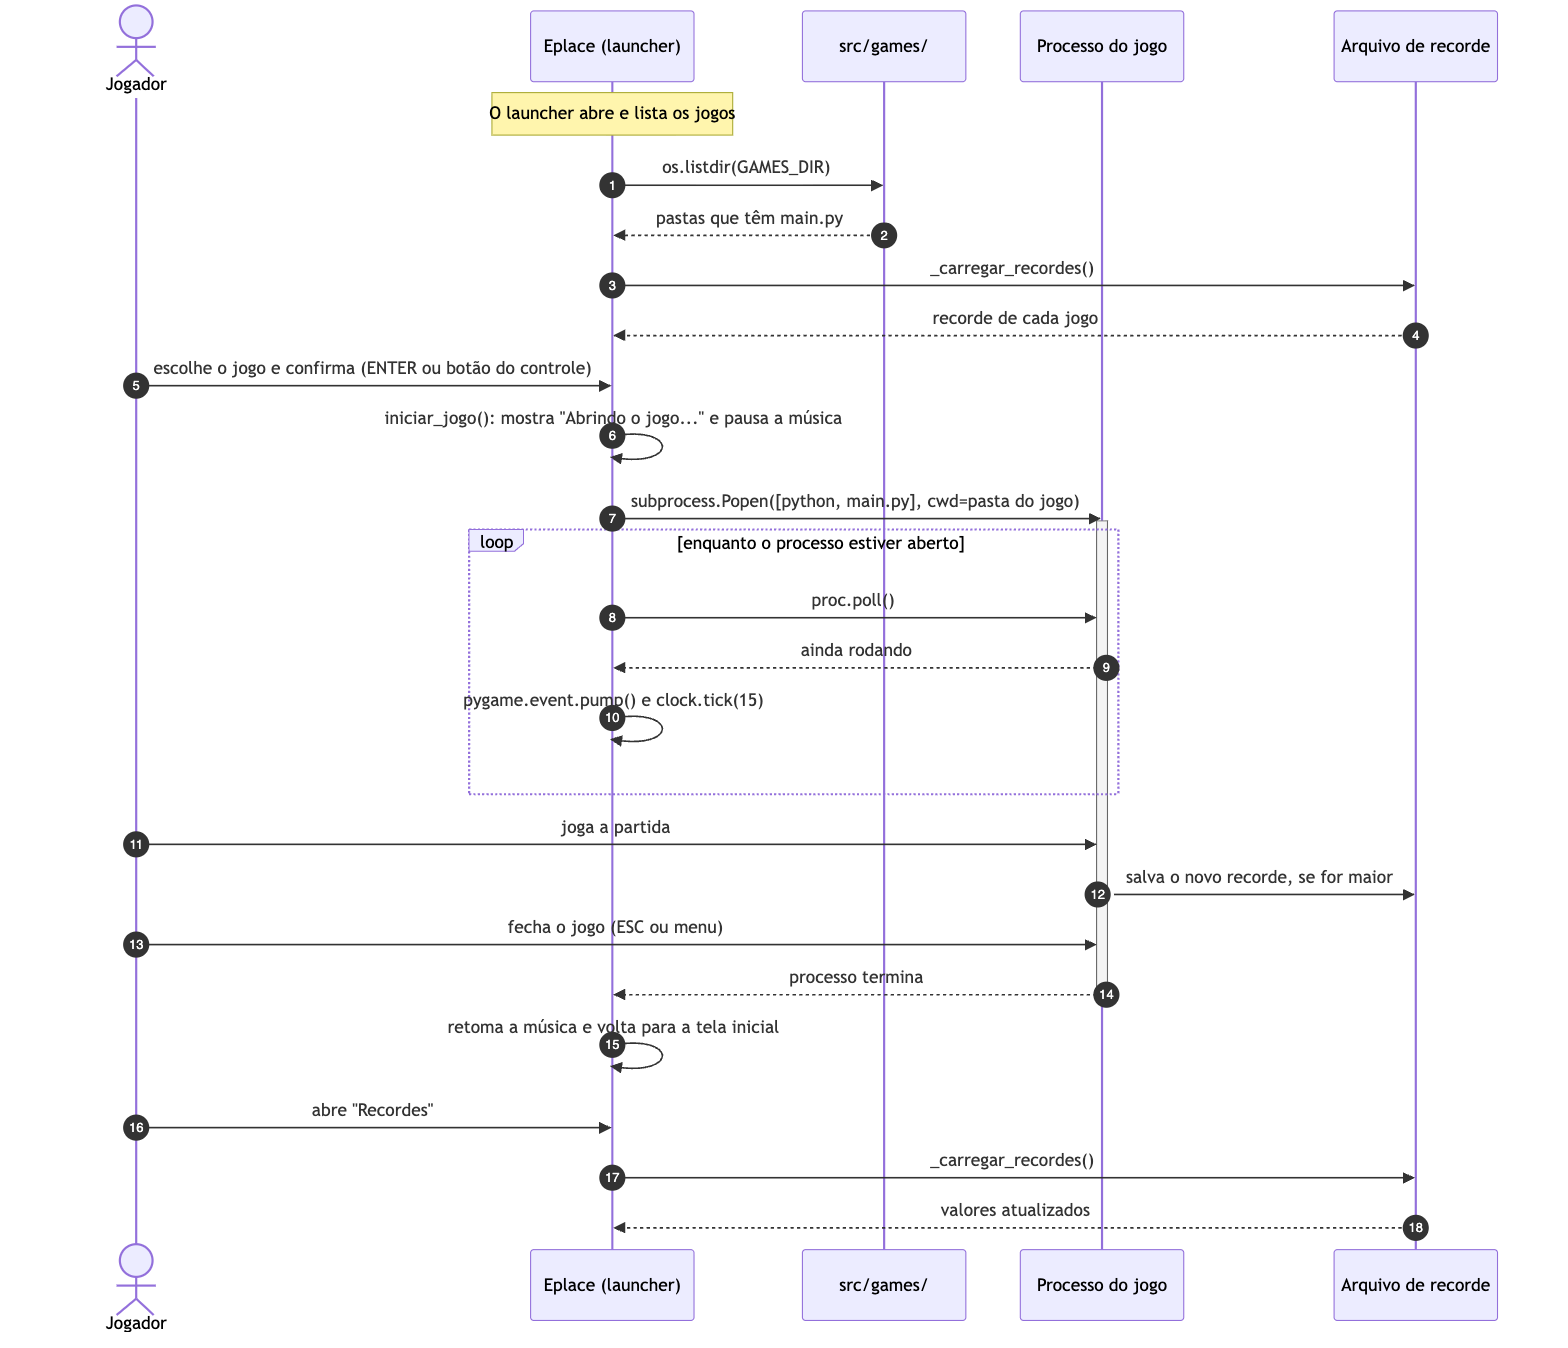 Jogador
Eplace (launcher)
src/games/
Processo do jogo
Arquivo de recorde
O launcher abre e lista os jogos
os.listdir(GAMES_DIR)
1
pastas que têm main.py
2
_carregar_recordes()
3
recorde de cada jogo
4
escolhe o jogo e confirma (ENTER ou botão do controle)
5
iniciar_jogo(): mostra "Abrindo o jogo..." e pausa a música
6
subprocess.Popen([python, main.py], cwd=pasta do jogo)
7
loop
[enquanto o processo estiver aberto]
proc.poll()
8
ainda rodando
9
pygame.event.pump() e clock.tick(15)
10
joga a partida
11
salva o novo recorde, se for maior
12
fecha o jogo (ESC ou menu)
13
processo termina
14
retoma a música e volta para a tela inicial
15
abre "Recordes"
16
_carregar_recordes()
17
valores atualizados
18
Jogador
Eplace (launcher)
src/games/
Processo do jogo
Arquivo de recorde